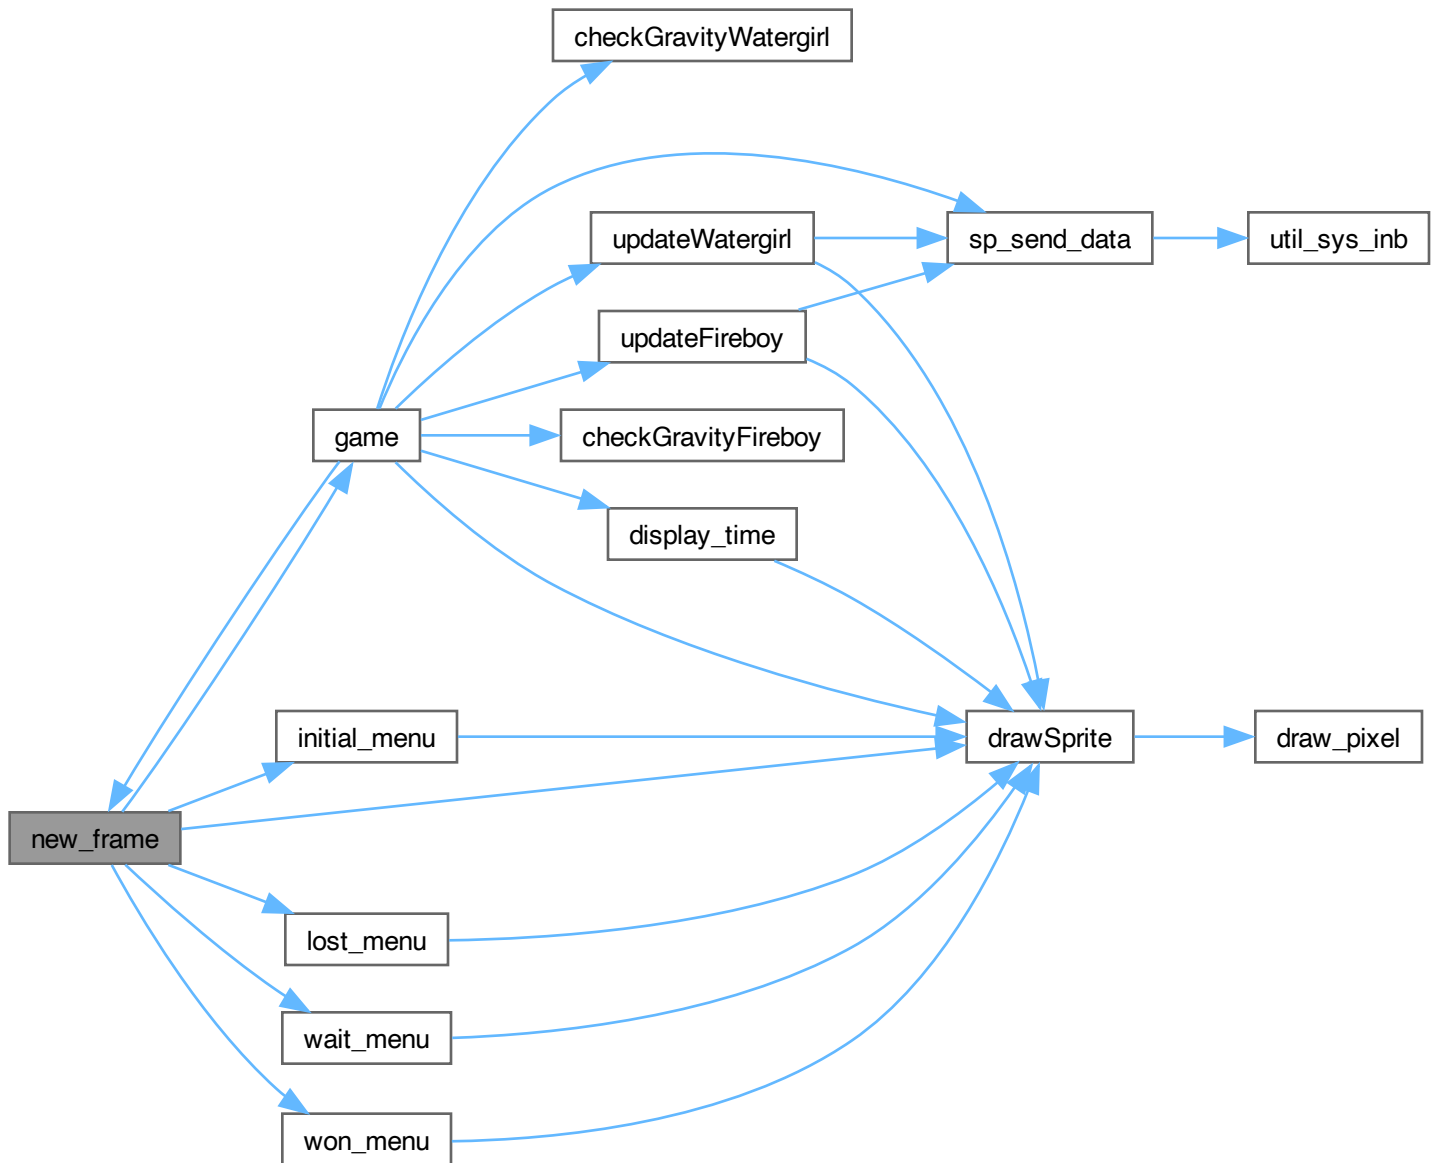 checkGravityWatergirl
updateWatergirl
sp_send_data
util_sys_inb
updateFireboy
game
checkGravityFireboy
display_time
initial_menu
drawSprite
draw_pixel
new_frame
lost_menu
wait_menu
won_menu